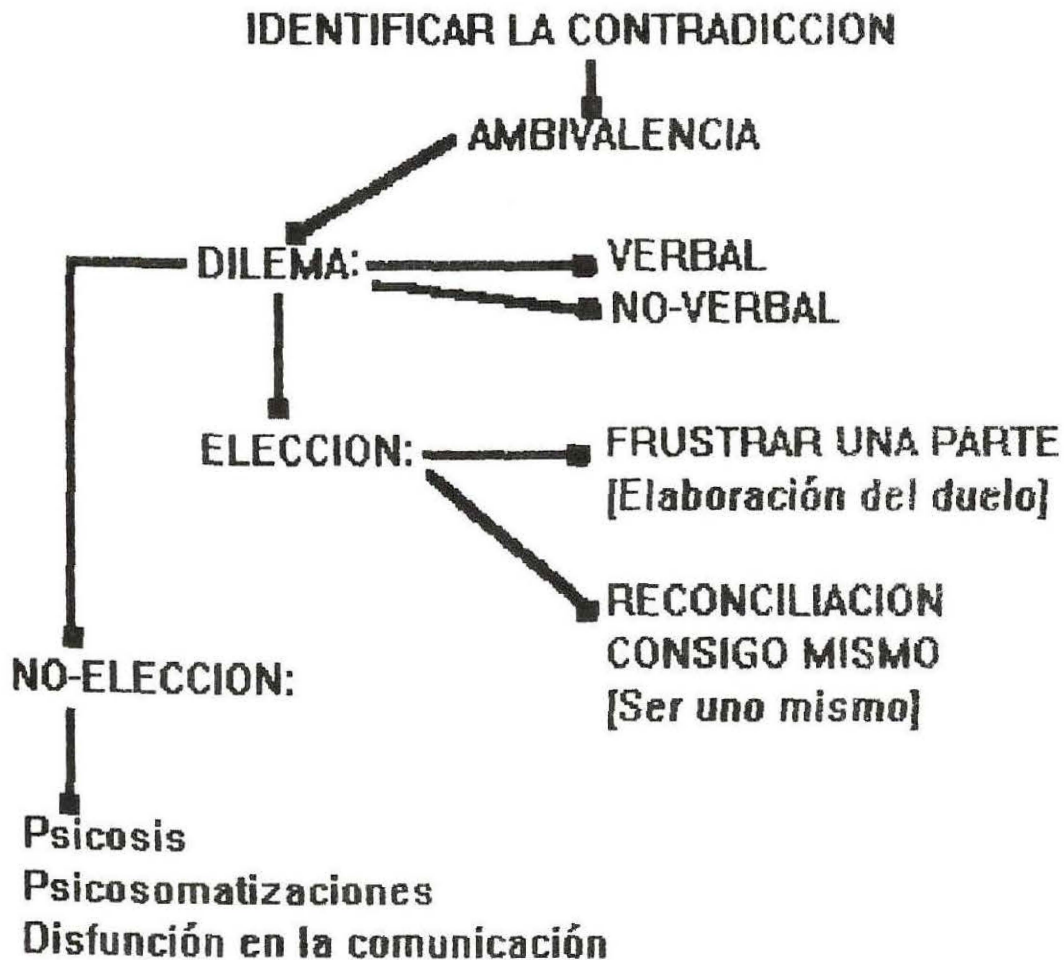 IDENTIFICAR LA CONTRADICCION
AMBIVALENCIA
DILEMA:
VERBAL
NO-VERBAL
ELECCION:
FRUSTRAR UNA PARTE
[Elaboración del duelo]
RECONCILIACION
CONSIGO MISMO
[Ser uno mismo]
NO-ELECCION:
Psicosis
Psicosomatizaciones
Disfunción en la comunicación